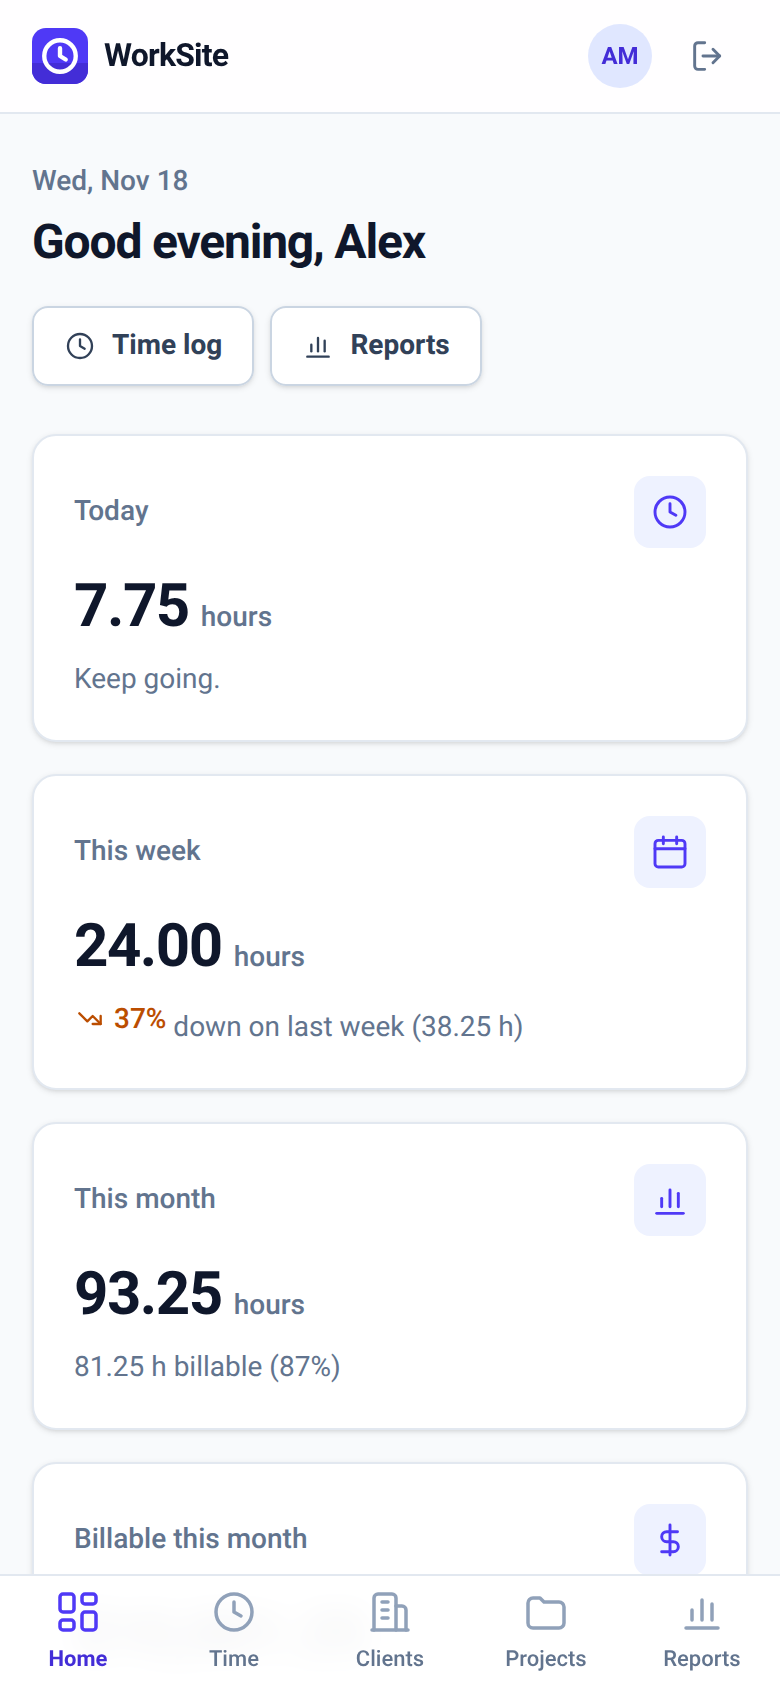 WorkSite
AM
Wed, Nov 18
Good evening, Alex
Time log
Reports
Today
7.75 hours
Keep going.
This week
24.00 hours
37% down on last week (38.25 h)
This month
93.25 hours
81.25 h billable (87%)
Billable this month
$
Home
Time
Clients
Projects
Reports